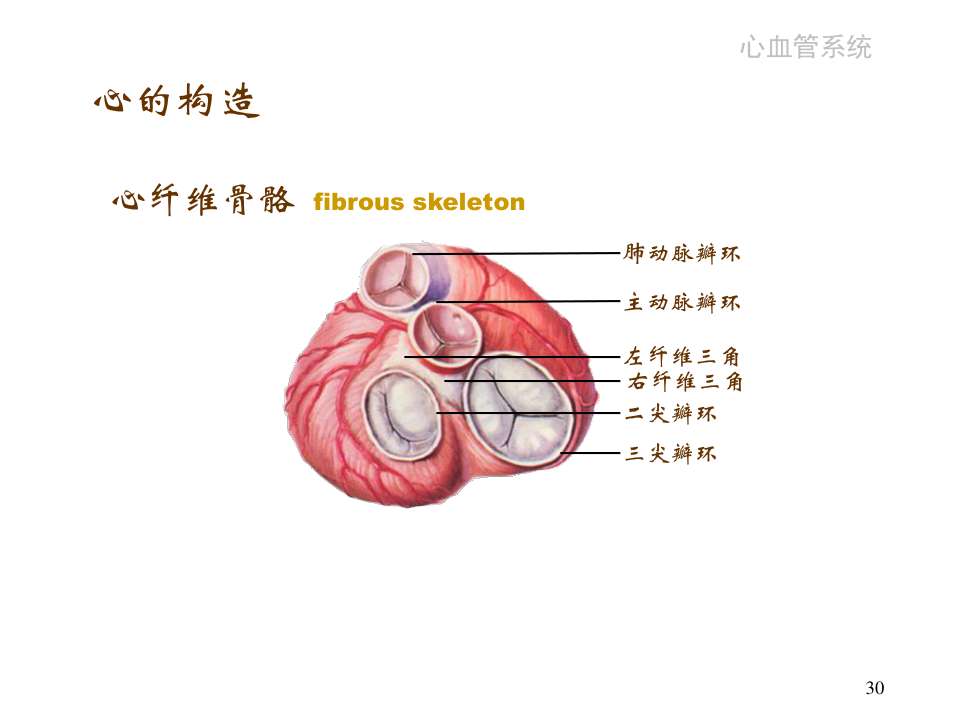 心血管系统
心的构造
心纤维骨骼 fibrous skeleton
肺动脉瓣环
主动脉瓣环
左纤维三角
右纤维三角
二尖瓣环
三尖瓣环
30